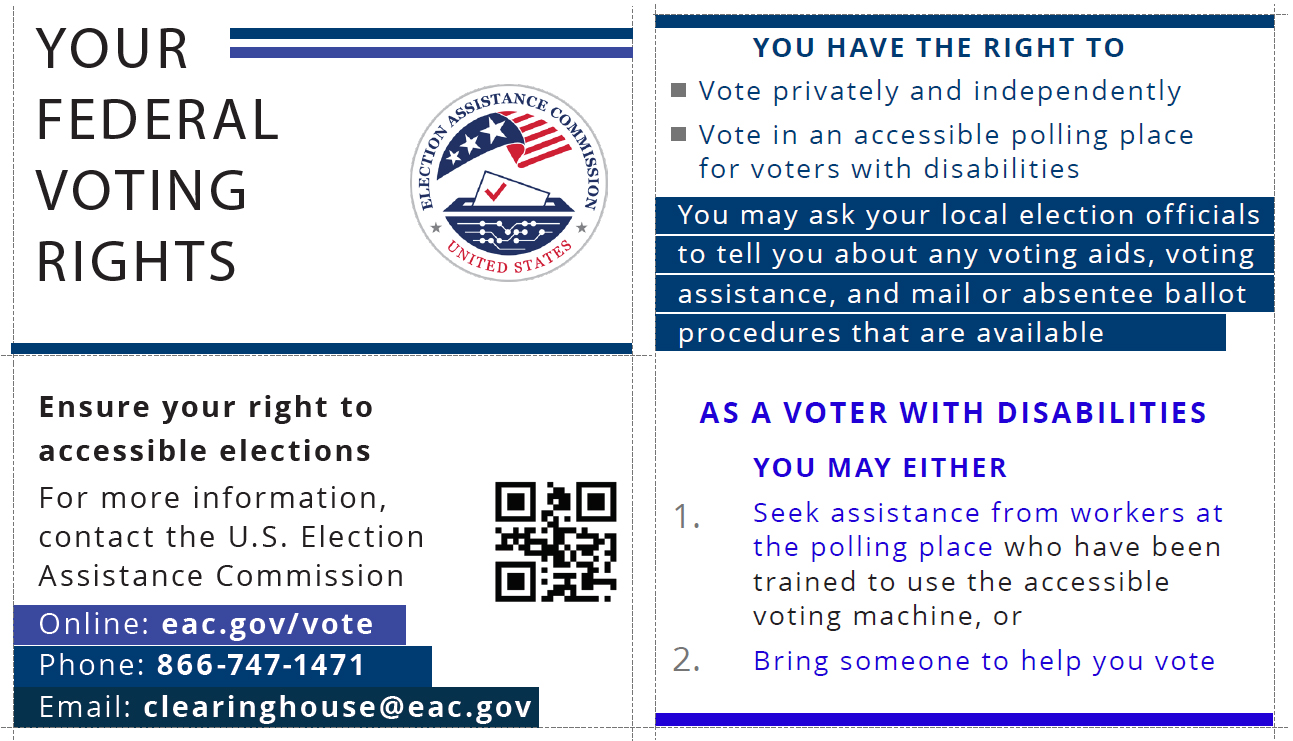 YOUR
FEDERAL
VOTING
RIGHTS
ELECTION ASSISTANCE COMMISSION
UNITED STATES
Ensure your right to
accessible elections
For more information,
contact the U.S. Election
Assistance Commission
Online: eac.gov/vote
Phone: 866-747-1471
Email: clearinghouse@eac.gov
YOU HAVE THE RIGHT TO
Vote privately and independently
Vote in an accessible polling place
for voters with disabilities
You may ask your local election officials
to tell you about any voting aids, voting
assistance, and mail or absentee ballot
procedures that are available
AS A VOTER WITH DISABILITIES
YOU MAY EITHER
1. Seek assistance from workers at
the polling place who have been
trained to use the accessible
voting machine, or
2. Bring someone to help you vote